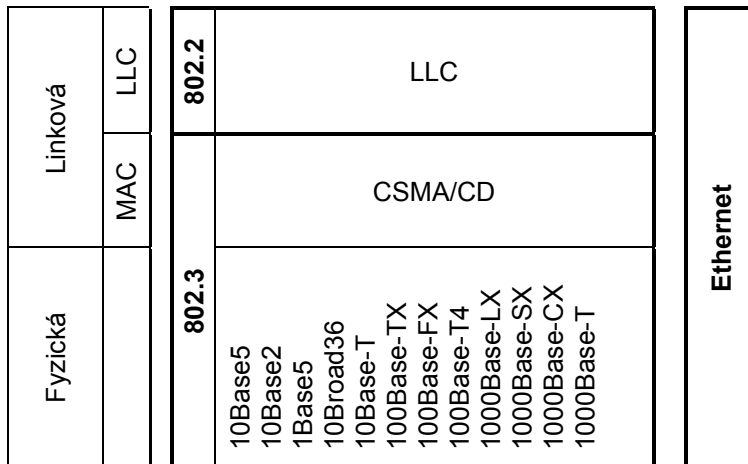 Linková
LLC
802.2
LLC
MAC
CSMA/CD
Ethernet
Fyzická
802.3
10Base5
10Base2
1Base5
10Broad36
10Base-T
100Base-TX
100Base-FX
100Base-T4
1000Base-LX
1000Base-SX
1000Base-CX
1000Base-T